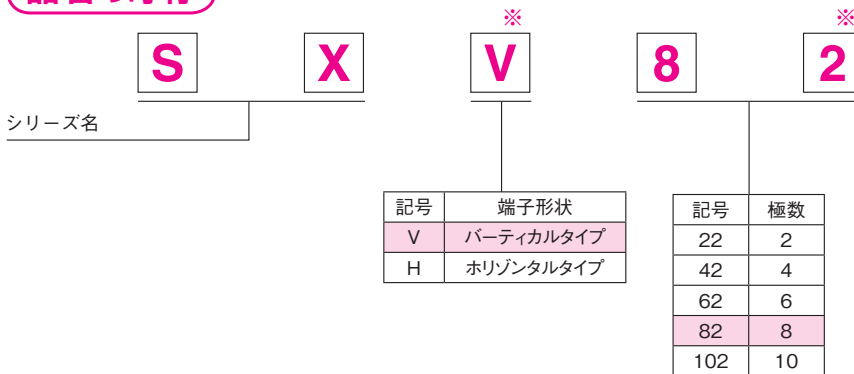 ※ ※
S X V 8 2
シリーズ名
記号 端子形状
V バーティカルタイプ
H ホリゾンタルタイプ
記号 極数
22 2
42 4
62 6
82 8
102 10